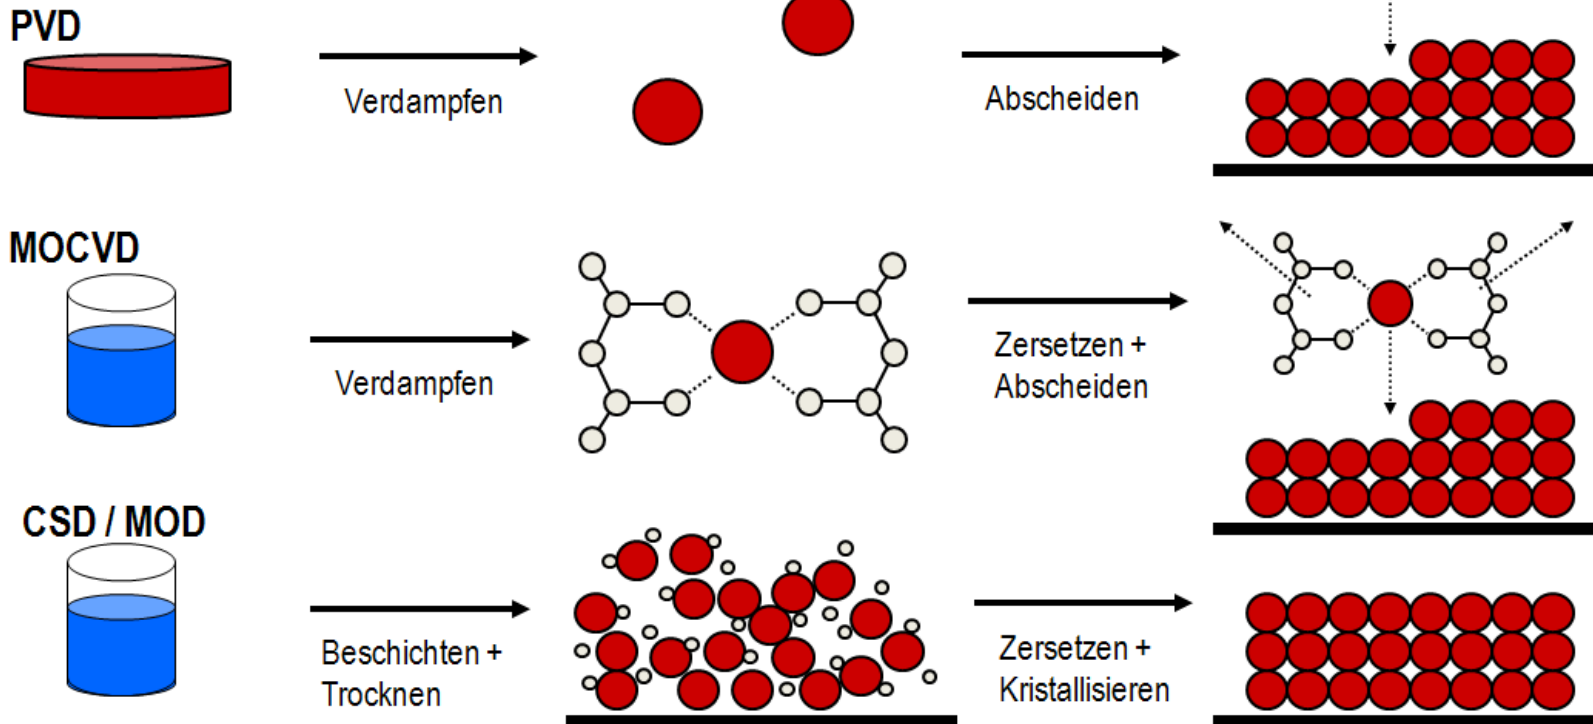 PVD
Verdampfen
Abscheiden
MOCVD
Verdampfen
Zersetzen +
Abscheiden
CSD / MOD
Beschichten +
Trocknen
Zersetzen +
Kristallisieren